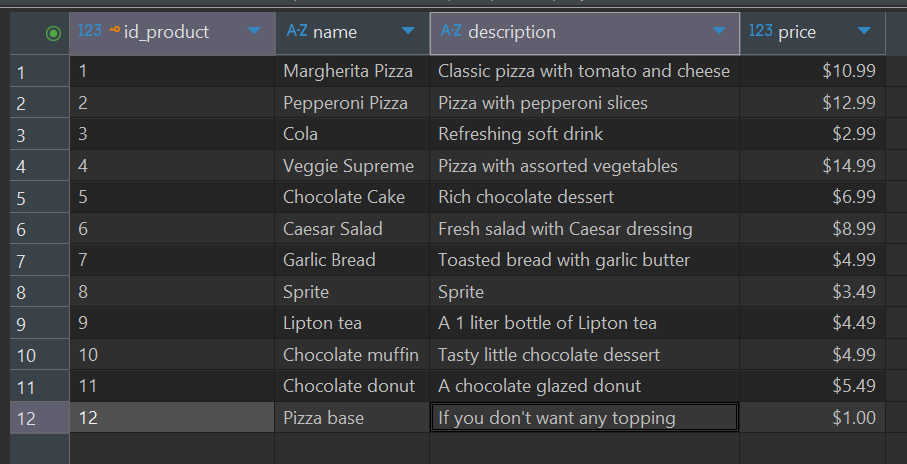 123 id_product A-Z name A-Z description 123 price
1 1 Margherita Pizza Classic pizza with tomato and cheese $10.99
2 2 Pepperoni Pizza Pizza with pepperoni slices $12.99
3 3 Cola Refreshing soft drink $2.99
4 4 Veggie Supreme Pizza with assorted vegetables $14.99
5 5 Chocolate Cake Rich chocolate dessert $6.99
6 6 Caesar Salad Fresh salad with Caesar dressing $8.99
7 7 Garlic Bread Toasted bread with garlic butter $4.99
8 8 Sprite Sprite $3.49
9 9 Lipton tea A 1 liter bottle of Lipton tea $4.49
10 10 Chocolate muffin Tasty little chocolate dessert $4.99
11 11 Chocolate donut A chocolate glazed donut $5.49
12 12 Pizza base If you don't want any topping $1.00